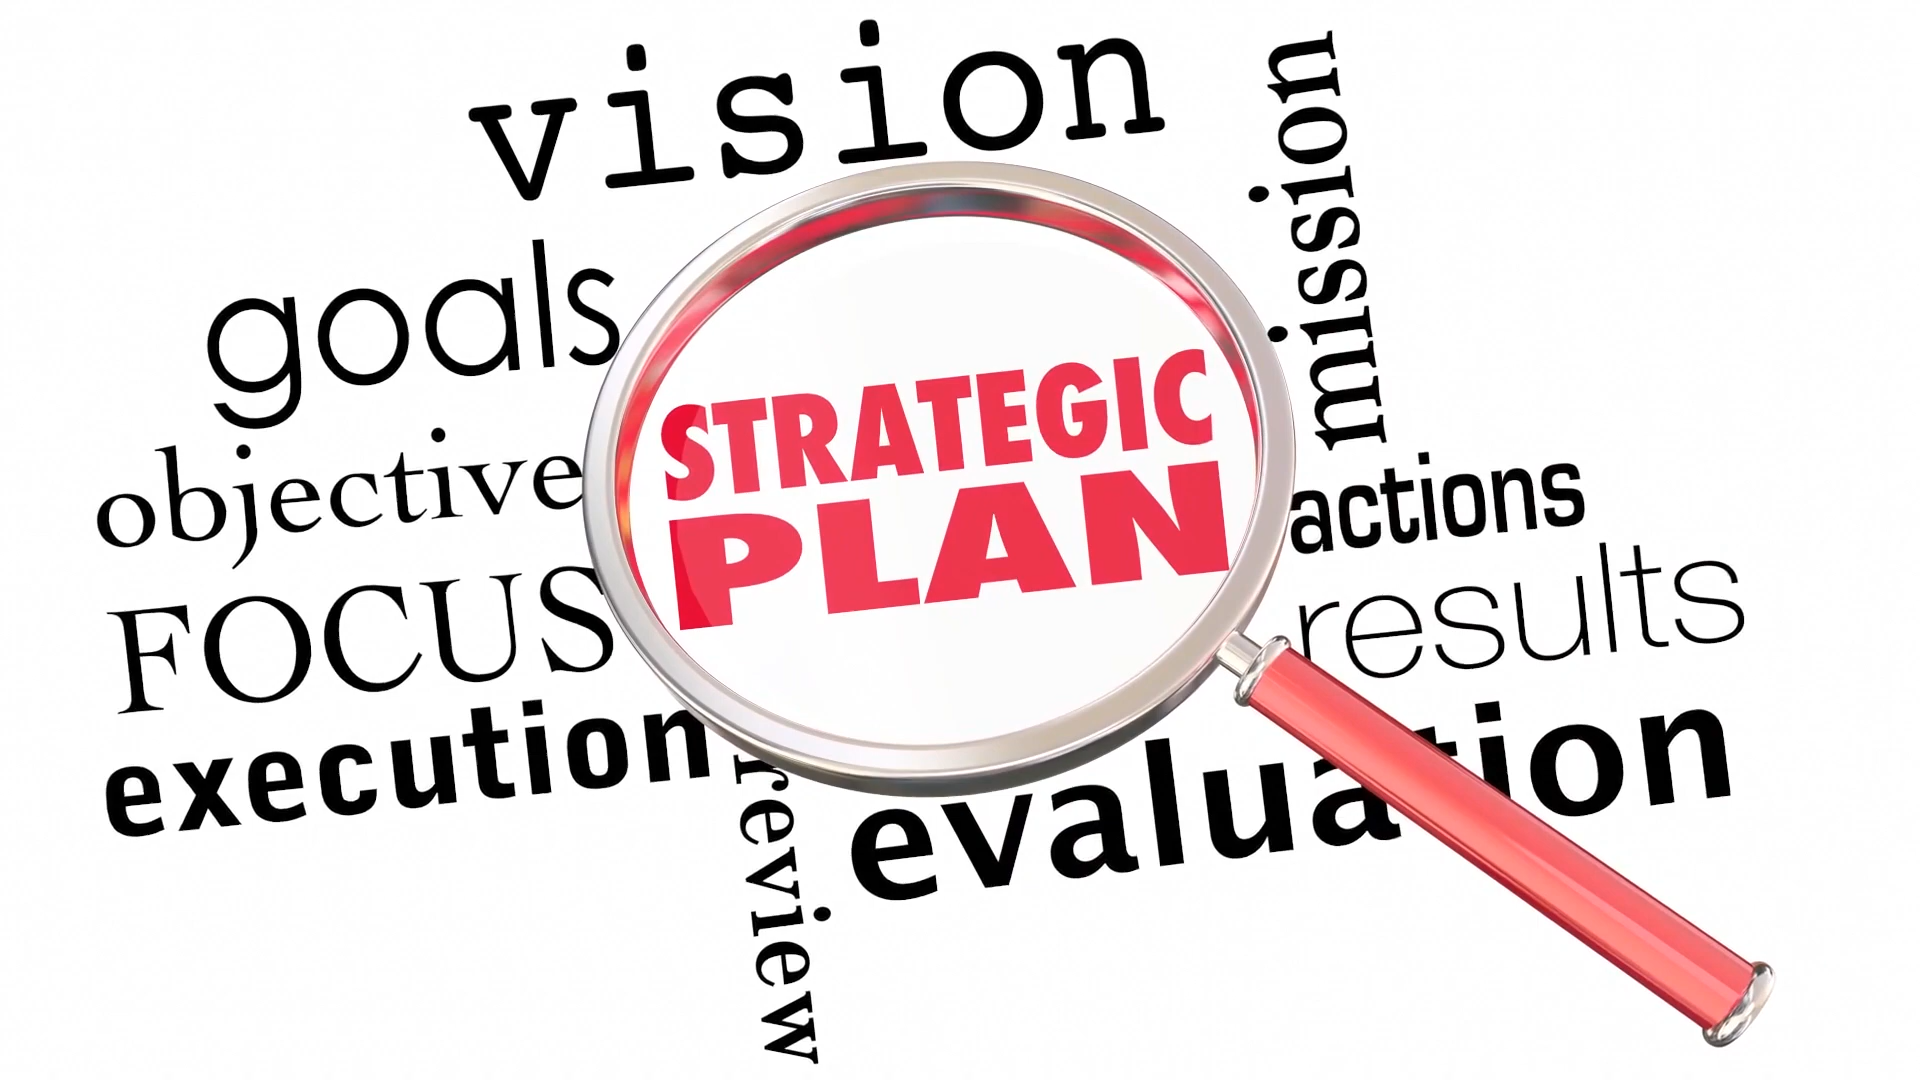 vision
mission
goals
STRATEGIC
PLAN
objective
actions
FOCUS
results
execution
evaluation
review